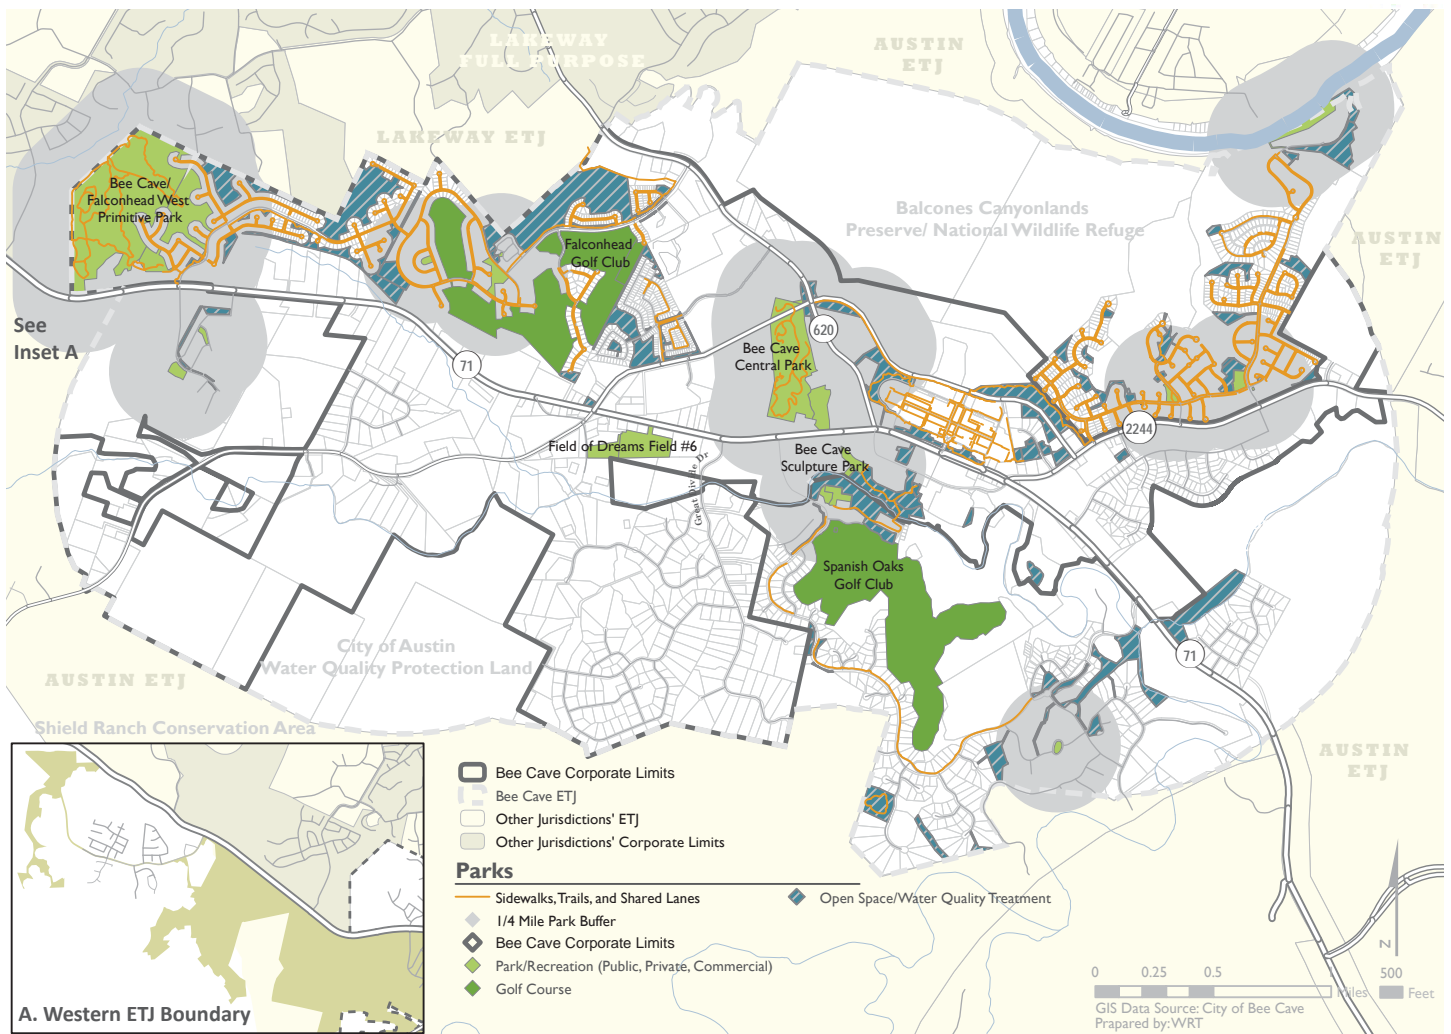 LAKEWAY
FULL PURPOSE
AUSTIN
ETJ
LAKEWAY ETJ
Bee Cave/
Falconhead West
Primitive Park
Balcones Canyonlands
Preserve/ National Wildlife Refuge
AUSTIN
ETJ
Falconhead
Golf Club
See
Inset A
71
620
Bee Cave
Central Park
2244
Field of Dreams Field #6
Bee Cave
Sculpture Park
Great Divide Dr
Spanish Oaks
Golf Club
City of Austin
Water Quality Protection Land
71
AUSTIN ETJ
Shield Ranch Conservation Area
AUSTIN
ETJ
A. Western ETJ Boundary
Bee Cave Corporate Limits
Bee Cave ETJ
Other Jurisdictions' ETJ
Other Jurisdictions' Corporate Limits
Parks
Sidewalks, Trails, and Shared Lanes
1/4 Mile Park Buffer
Bee Cave Corporate Limits
Park/Recreation (Public, Private, Commercial)
Golf Course
Open Space/Water Quality Treatment
N
0 0.25 0.5 500
Miles Feet
GIS Data Source: City of Bee Cave
Prapared by: WRT